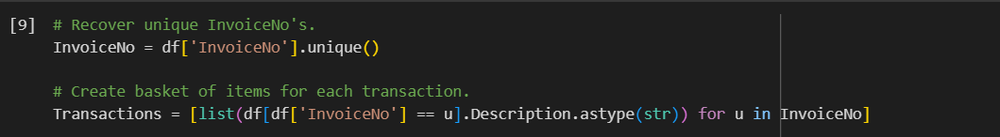 [9] # Recover unique InvoiceNo's.
InvoiceNo = df['InvoiceNo'].unique()
# Create basket of items for each transaction.
Transactions = [list(df[df['InvoiceNo'] == u].Description.astype(str)) for u in InvoiceNo]